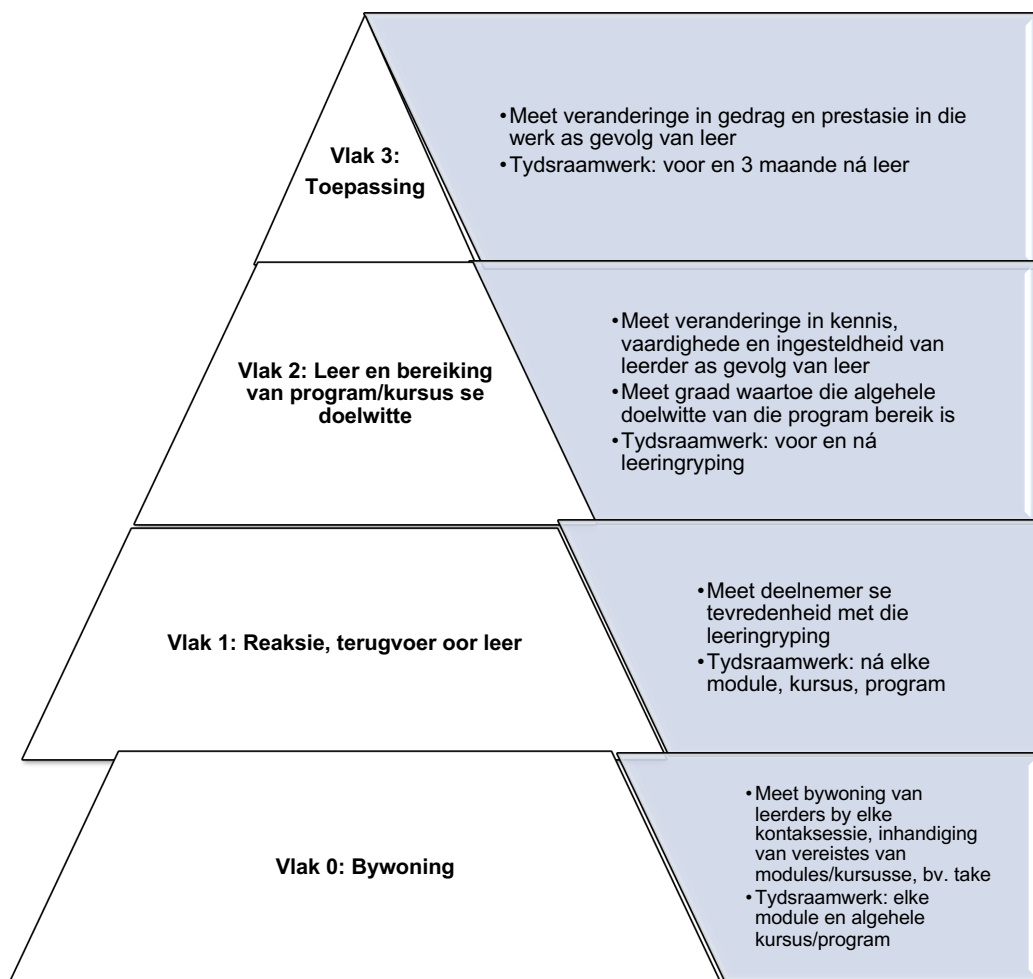 Vlak 3:
Toepassing
•Meet veranderinge in gedrag en prestasie in die
werk as gevolg van leer
•Tydsraamwerk: voor en 3 maande ná leer
Vlak 2: Leer en bereiking
van program/kursus se
doelwitte
•Meet veranderinge in kennis,
vaardighede en ingesteldheid van
leerder as gevolg van leer
•Meet graad waartoe die algehele
doelwitte van die program bereik is
•Tydsraamwerk: voor en ná
leeringryping
Vlak 1: Reaksie, terugvoer oor leer
•Meet deelnemer se
tevredenheid met die
leeringryping
•Tydsraamwerk: ná elke
module, kursus, program
Vlak 0: Bywoning
•Meet bywoning van
leerders by elke
kontaksessie, inhandiging
van vereistes van
modules/kursusse, bv. take
•Tydsraamwerk: elke
module en algehele
kursus/program